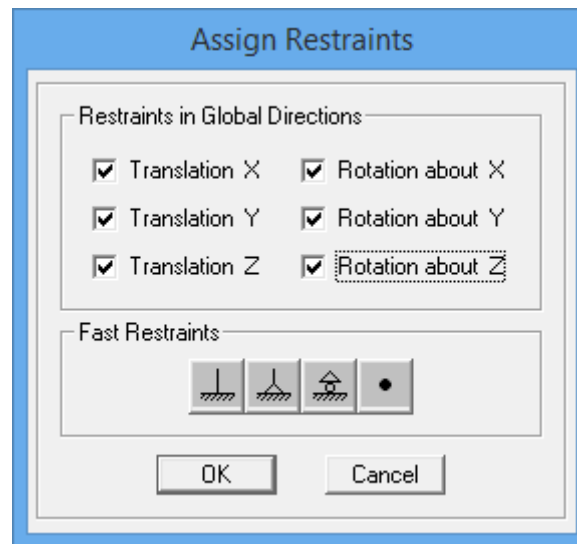 Assign Restraints
Restraints in Global Directions
Translation X Rotation about X
Translation Y Rotation about Y
Translation Z Rotation about Z
Fast Restraints
OK Cancel